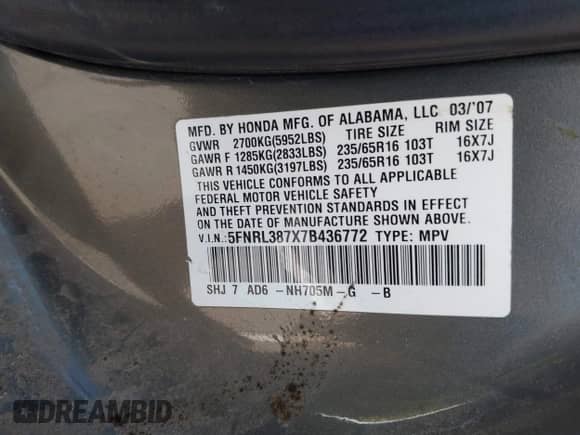 MFD. BY HONDA MFG. OF ALABAMA, LLC 03/'07
GVWR 2700KG(5952LBS) TIRE SIZE RIM SIZE
GAWR F 1285KG(2833LBS) 235/65R16 103T 16X7J
GAWR R 1450KG(3197LBS) 235/65R16 103T 16X7J
THIS VEHICLE CONFORMS TO ALL APPLICABLE
FEDERAL MOTOR VEHICLE SAFETY
AND THEFT PREVENTION STANDARDS IN EFFECT
ON THE DATE OF MANUFACTURE SHOWN ABOVE.
V.I.N.:5FNRL387X7B436772 TYPE: MPV
SHJ 7 AD6 -NH705M-G -B
DREAMBID